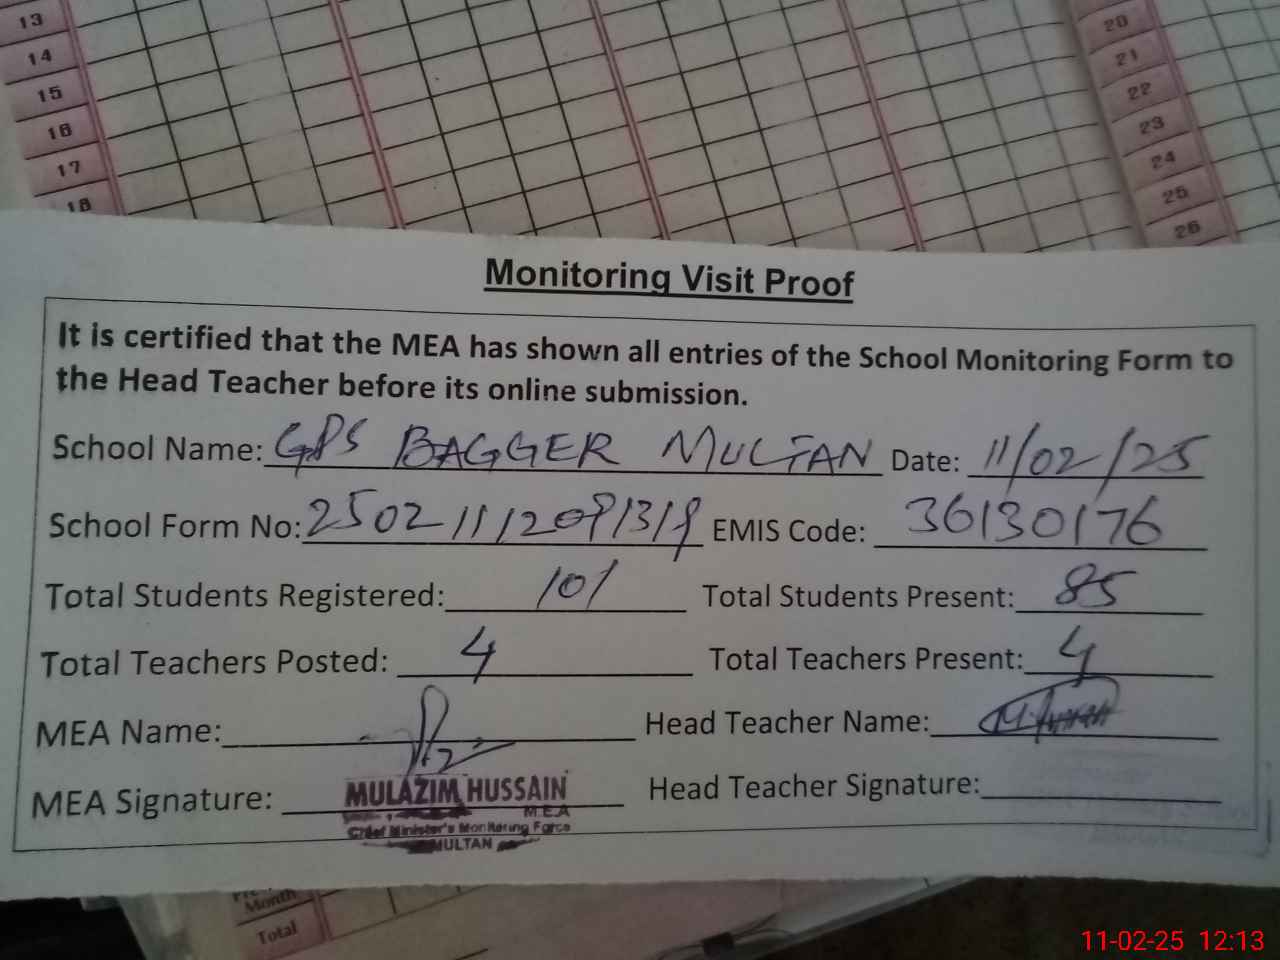 13
14
15
16
17
18
20
21
22
23
24
25
26
Monitoring Visit Proof
It is certified that the MEA has shown all entries of the School Monitoring Form to
the Head Teacher before its online submission.
School Name: GPS BAGGER MULTAN Date: 11/02/25
School Form No: EMIS Code: 36130176
Total Students Registered: 101 Total Students Present: 85
Total Teachers Posted: 4 Total Teachers Present: 4
MEA Name: Head Teacher Name:
MEA Signature: Head Teacher Signature:
MULAZIM HUSSAIN
M.E.A
Chief Minister's Monitoring Force
MULTAN
Month
Total
11-02-25 12:13